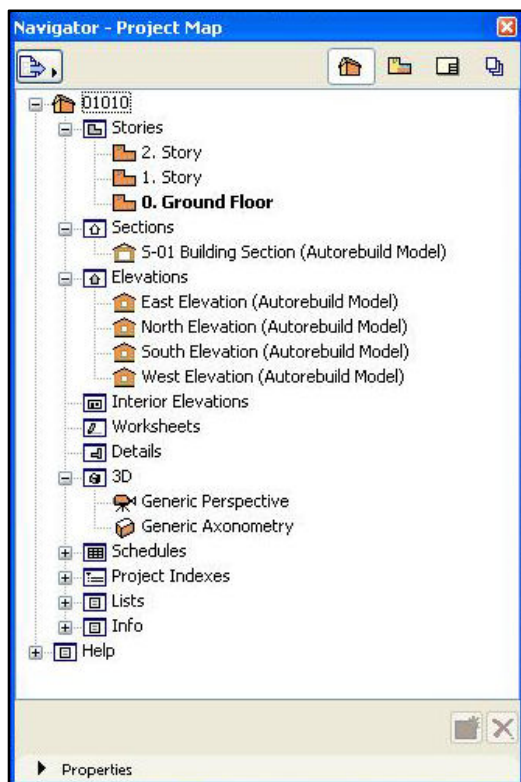 Navigator - Project Map
01010
Stories
2. Story
1. Story
0. Ground Floor
Sections
S-01 Building Section (Autorebuild Model)
Elevations
East Elevation (Autorebuild Model)
North Elevation (Autorebuild Model)
South Elevation (Autorebuild Model)
West Elevation (Autorebuild Model)
Interior Elevations
Worksheets
Details
3D
Generic Perspective
Generic Axonometry
Schedules
Project Indexes
Lists
Info
Help
Properties